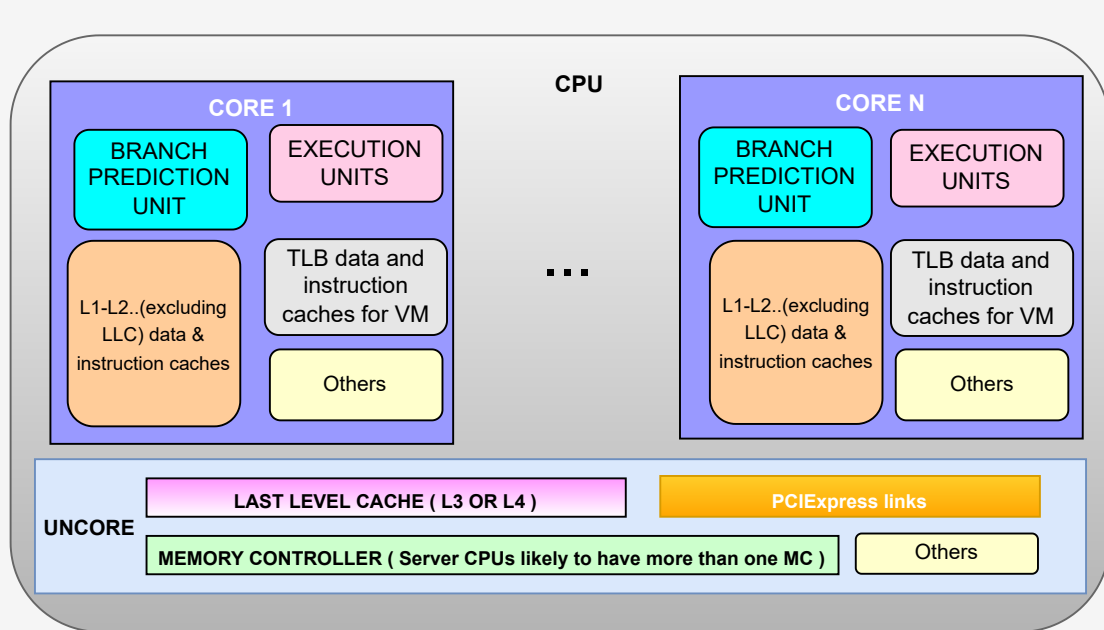 CPU
CORE 1
BRANCH
PREDICTION
UNIT
EXECUTION
UNITS
L1-L2..(excluding
LLC) data &
instruction caches
TLB data and
instruction
caches for VM
Others
...
CORE N
BRANCH
PREDICTION
UNIT
EXECUTION
UNITS
L1-L2..(excluding
LLC) data &
instruction caches
TLB data and
instruction
caches for VM
Others
UNCORE
LAST LEVEL CACHE ( L3 OR L4 )
PCIExpress links
MEMORY CONTROLLER ( Server CPUs likely to have more than one MC )
Others